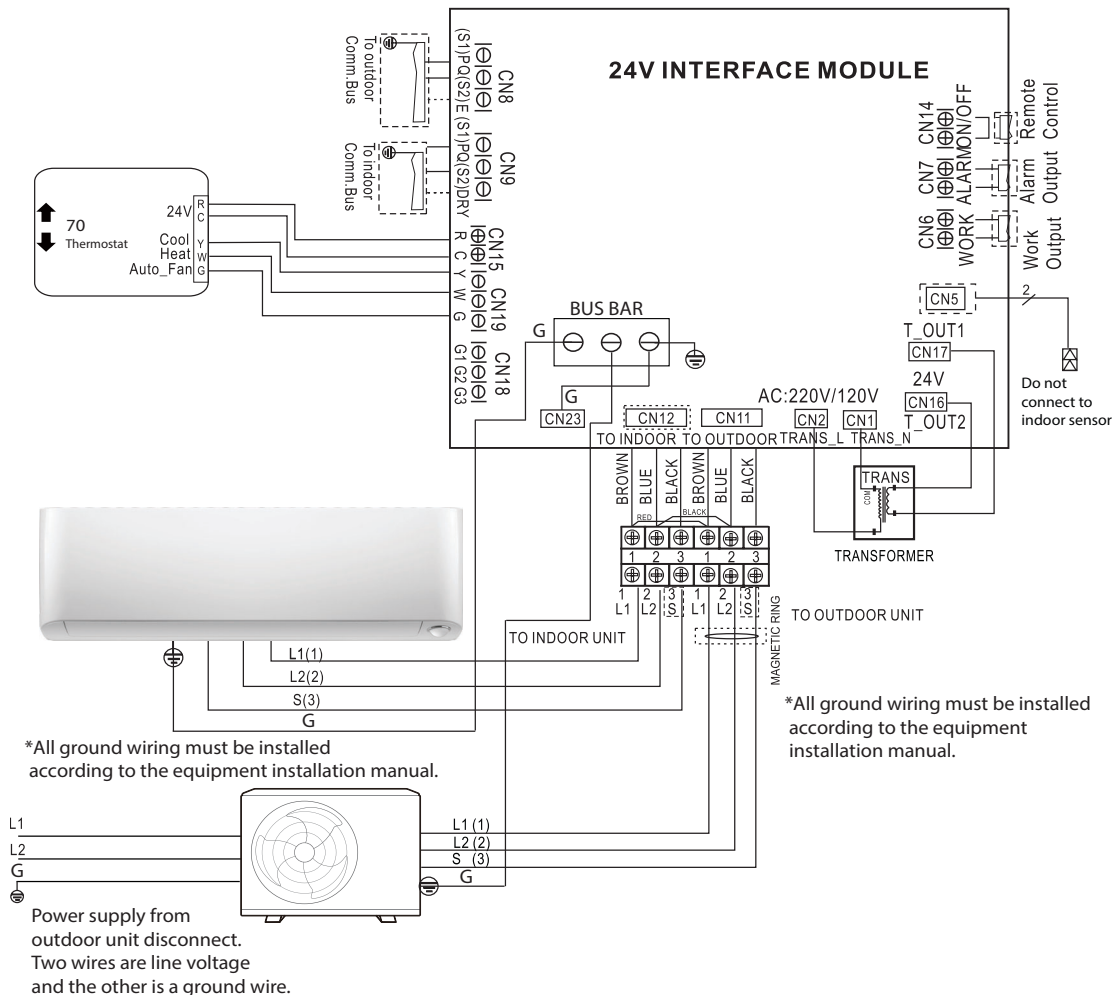 24V INTERFACE MODULE
To outdoor
Comm.Bus
(S1)PQ(S2)E
CN8
To indoor
Comm.Bus
(S1)PQ(S2)DRY
CN9
70
Thermostat
24V
Cool
Heat
Auto_Fan
R
C
Y
W
G
R
C
Y
W
G
CN15
CN19
G1 G2 G3
CN18
CN14
ON/OFF
Remote
Control
CN7
ALARM
Alarm
Output
CN6
WORK
Work
Output
CN5
2
Do not
connect to
indoor sensor
T_OUT1
CN17
24V
CN16
T_OUT2
BUS BAR
G
G
CN23
CN12
CN11
TO INDOOR
TO OUTDOOR
AC:220V/120V
CN2
CN1
TRANS_L
TRANS_N
BROWN
BLUE
BLACK
BROWN
BLUE
BLACK
RED
BLACK
1 2 3 1 2 3
1 2 3 1 2 3
L1 L2 S L1 L2 S
TRANS
COM
TRANSFORMER
MAGNETIC RING
TO INDOOR UNIT
TO OUTDOOR UNIT
L1(1)
L2(2)
S(3)
G
*All ground wiring must be installed
according to the equipment installation manual.
*All ground wiring must be installed
according to the equipment
installation manual.
L1
L2
G
L1 (1)
L2 (2)
S (3)
G
Power supply from
outdoor unit disconnect.
Two wires are line voltage
and the other is a ground wire.